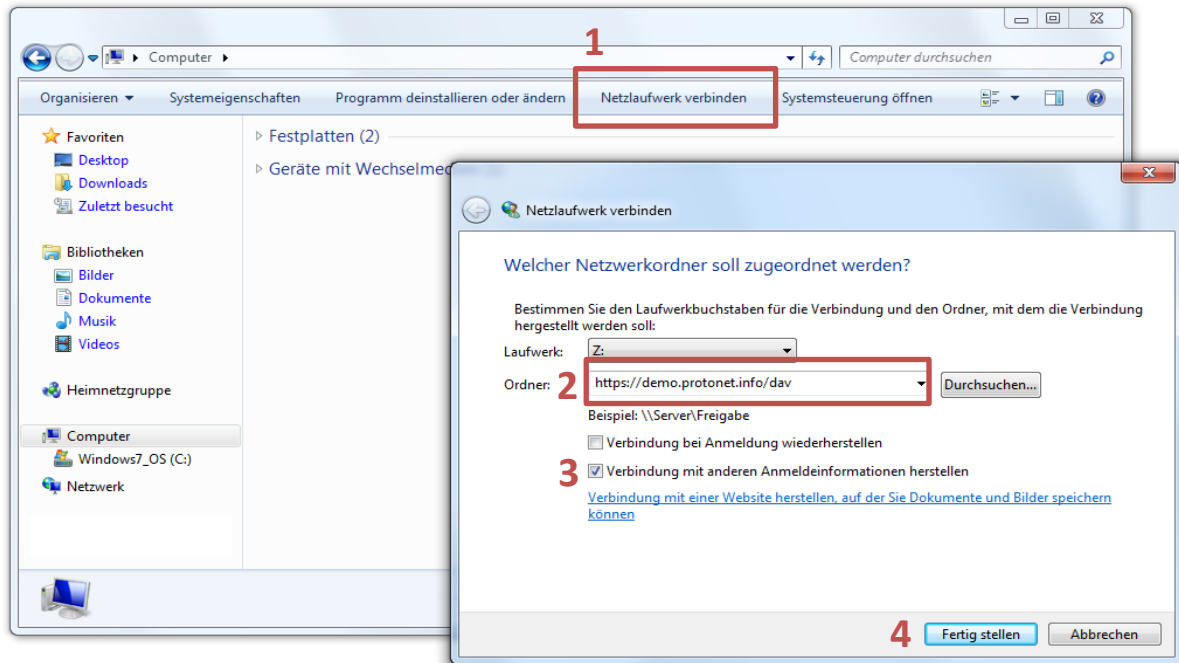 1
Computer
Computer durchsuchen
Organisieren Systemeigenschaften Programm deinstallieren oder ändern Netzlaufwerk verbinden Systemsteuerung öffnen
Favoriten
Desktop
Downloads
Zuletzt besucht
Bibliotheken
Bilder
Dokumente
Musik
Videos
Heimnetzgruppe
Computer
Windows7_OS (C:)
Netzwerk
Festplatten (2)
Geräte mit Wechselme
Netzlaufwerk verbinden
Welcher Netzwerkordner soll zugeordnet werden?
Bestimmen Sie den Laufwerkbuchstaben für die Verbindung und den Ordner, mit dem die Verbindung
hergestellt werden soll:
Laufwerk: Z:
Ordner: 2 https://demo.protonet.info/dav Durchsuchen...
Beispiel: \\Server\Freigabe
Verbindung bei Anmeldung wiederherstellen
3 Verbindung mit anderen Anmeldeinformationen herstellen
Verbindung mit einer Website herstellen, auf der Sie Dokumente und Bilder speichern
können
4 Fertig stellen Abbrechen